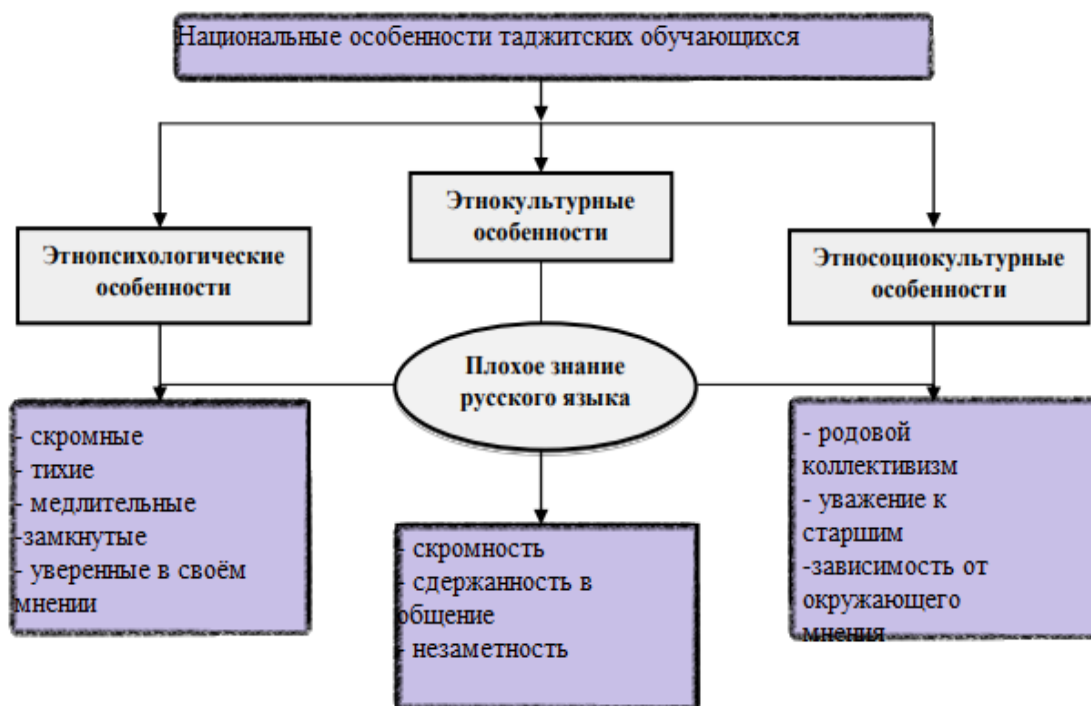 Национальные особенности таджитских обучающихся
Этнокультурные
особенности
Этнопсихологические
особенности
Этносоциокультурные
особенности
Плохое знание
русского языка
- скромные
- тихие
- медлительные
-замкнутые
- уверенные в своём
мнении
- скромность
- сдержанность в
общение
- незаметность
- родовой
коллективизм
- уважение к
старшим
-зависимость от
окружающего
мнения